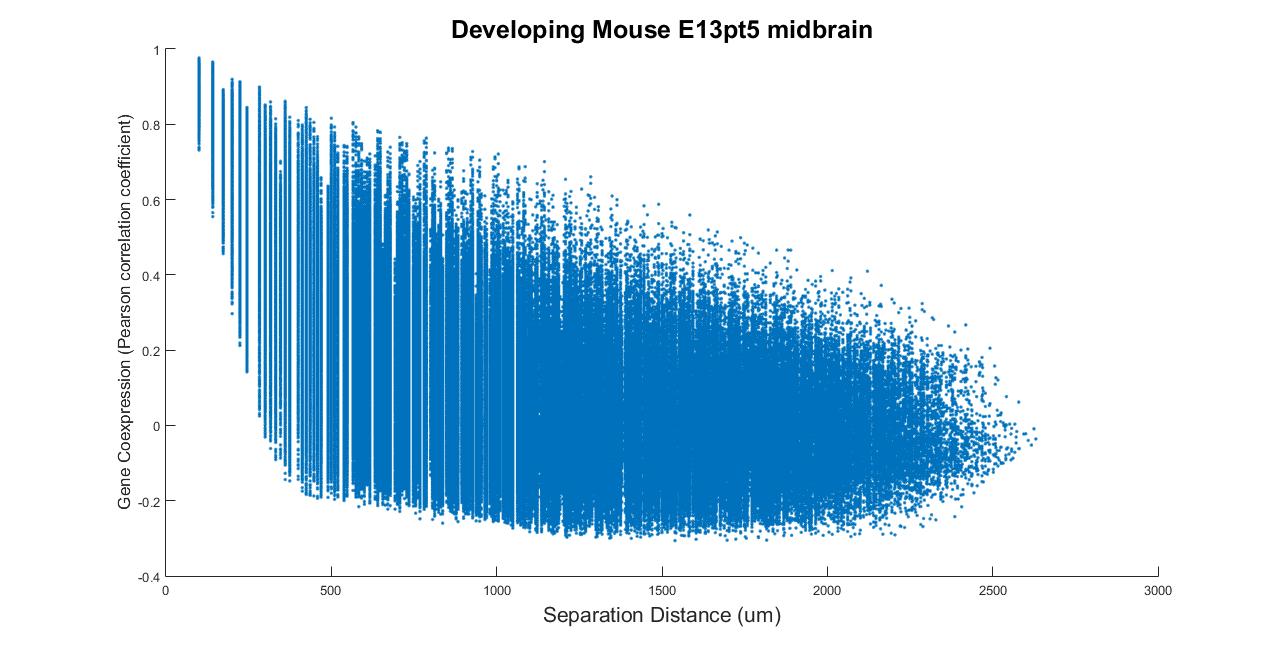 Developing Mouse E13pt5 midbrain
1
0.8
0.6
0.4
0.2
0
-0.2
-0.4
Gene Coexpression (Pearson correlation coefficient)
0 500 1000 1500 2000 2500 3000
Separation Distance (um)